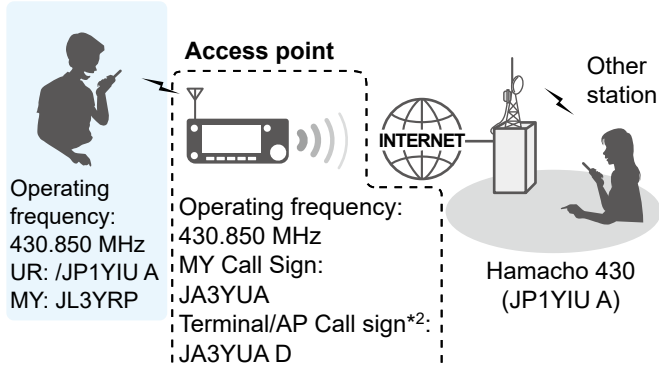 Access point
Operating
frequency:
430.850 MHz
UR: /JP1YIU A
MY: JL3YRP
Operating frequency:
430.850 MHz
MY Call Sign:
JA3YUA
Terminal/AP Call sign*2:
JA3YUA D
INTERNET
Other
station
Hamacho 430
(JP1YIU A)